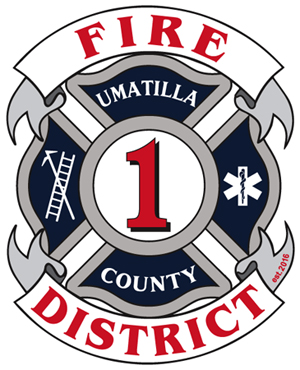 FIRE
UMATILLA
1
COUNTY
est. 2016
DISTRICT